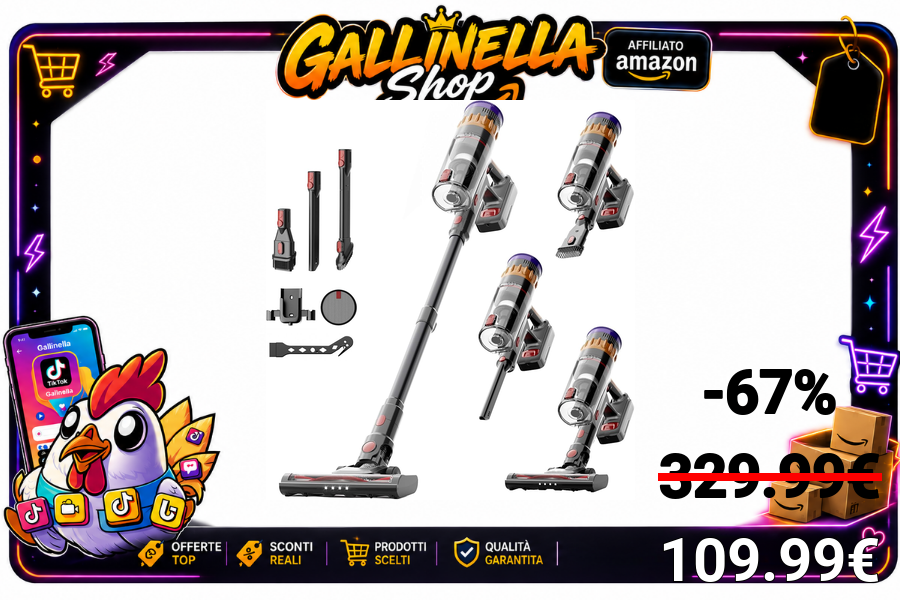 GALLINELLA
Shop
AFFILIATO
amazon
Gallinella
TikTok
Gallinella
-67%
329.99€
109.99€
OFFERTE
TOP
SCONTI
REALI
PRODOTTI
SCELTI
QUALITÀ
GARANTITA